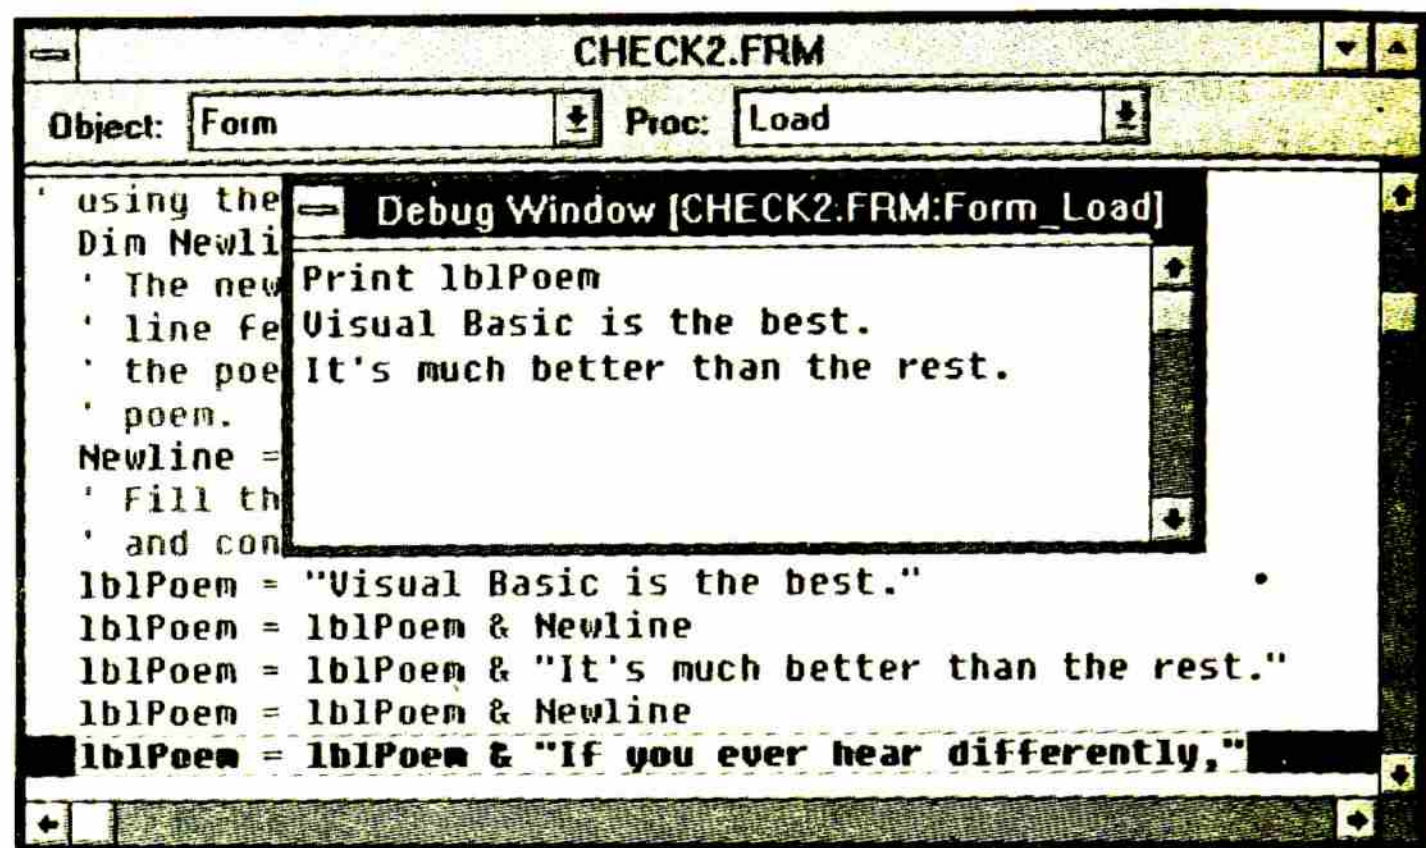 CHECK2.FRM
Object: Form Proc: Load
' using the
Dim Newli
' The new
' line fe
' the poe
' poem.
Newline =
' Fill th
' and con
Debug Window [CHECK2.FRM:Form_Load]
Print lblPoem
Visual Basic is the best.
It's much better than the rest.
lblPoem = "Visual Basic is the best."
lblPoem = lblPoem & Newline
lblPoem = lblPoem & "It's much better than the rest."
lblPoem = lblPoem & Newline
lblPoem = lblPoem & "If you ever hear differently,"